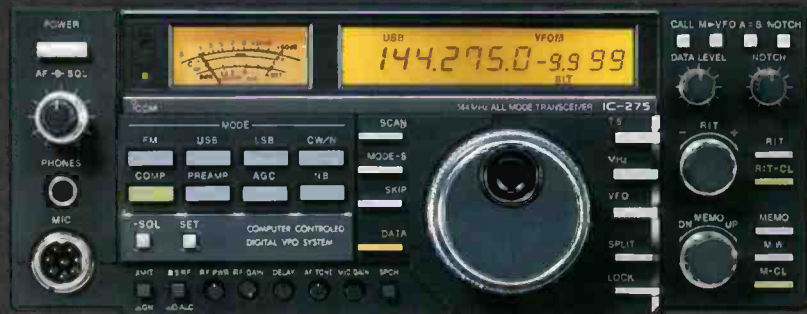 POWER
AF SQL
PHONES
MIC
USB VFOM
144.275.0 -9.9 99
RIT
ICOM 144 MHz ALL MODE TRANSCEIVER IC-275
MODE
FM USB LSB CW/N
COMP PREAMP AGC NB
-SQL SET
COMPUTER CONTROLED
DIGITAL VFO SYSTEM
SCAN
MODE-S
SKIP
DATA
RF PWR RF GAIN DELAY AF TONE MIC GAIN SPCH
TS
MHz
VFO
SPLIT
LOCK
CALL M►VFO A=B NOTCH
DATA LEVEL NOTCH
- RIT +
RIT
RIT-CL
DN MEMO UP
MEMO
M-W
M-CL